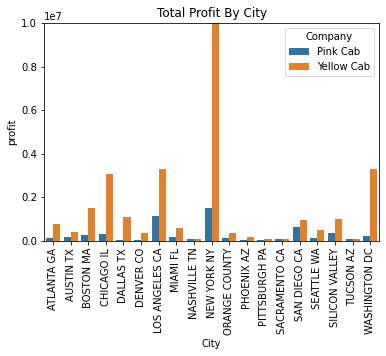 Total Profit By City
1e7
Company
Pink Cab
Yellow Cab
1.0
0.8
0.6
0.4
0.2
0.0
profit
ATLANTA GA
AUSTIN TX
BOSTON MA
CHICAGO IL
DALLAS TX
DENVER CO
LOS ANGELES CA
MIAMI FL
NASHVILLE TN
NEW YORK NY
ORANGE COUNTY
PHOENIX AZ
PITTSBURGH PA
SACRAMENTO CA
SAN DIEGO CA
SEATTLE WA
SILICON VALLEY
TUCSON AZ
WASHINGTON DC
City